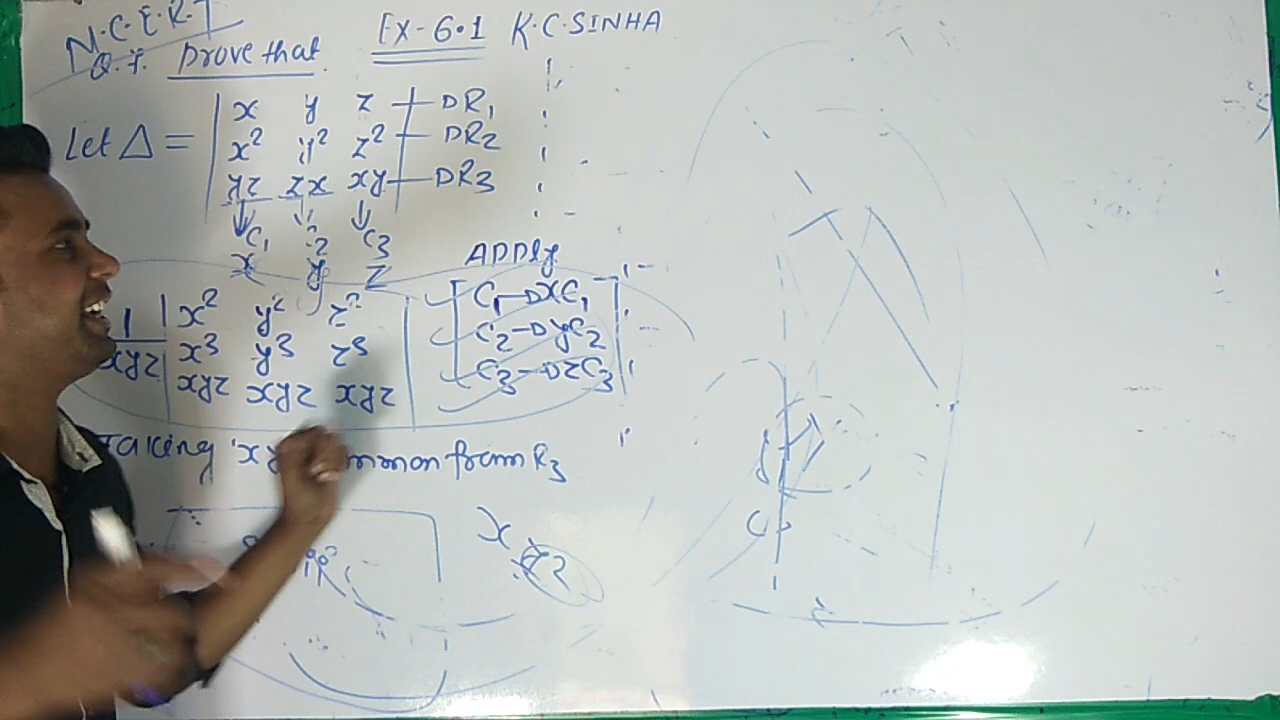 N.C.E.R.T Ex-6.1 K.C.SINHA
Q.7. prove that
x y z → R1
Let Δ = x² y² z² → R2
yz zx xy → R3
C1 C2 C3
x y z
APPly
1/xyz x² y² z² C1→xC1
x³ y³ z³ C2→yC2
xyz xyz xyz C3→zC3
Taking from R3